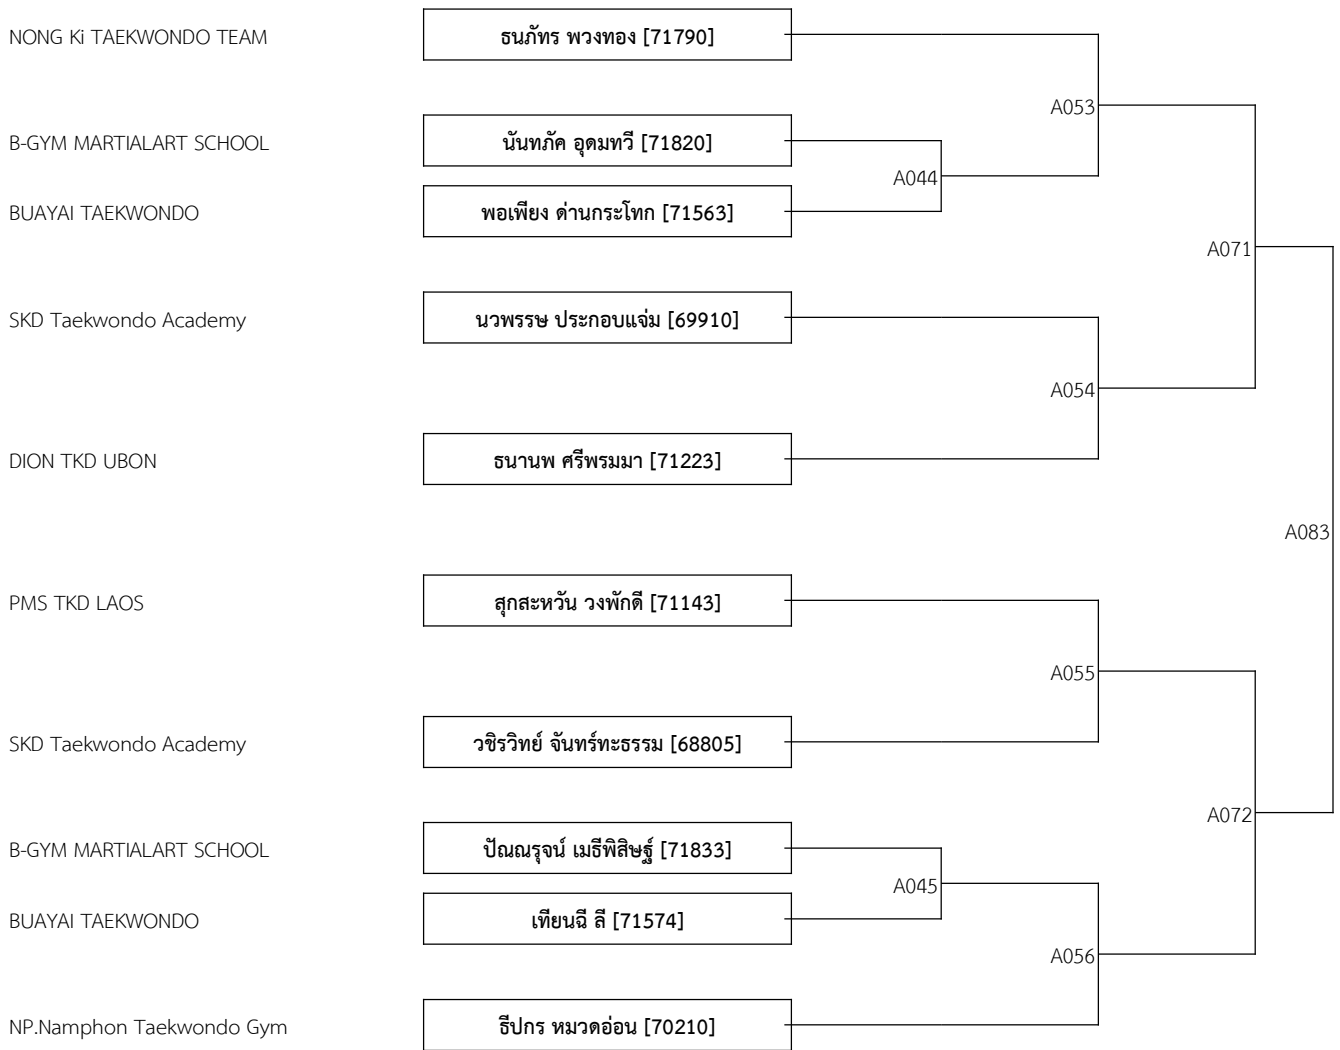 NONG Ki TAEKWONDO TEAM ธนภัทร พวงทอง [71790]
A053
B-GYM MARTIALART SCHOOL นันทภัค อุดมทวี [71820]
A044
BUAYAI TAEKWONDO พอเพียง ด่านกระโทก [71563]
A071
SKD Taekwondo Academy นวพรรษ ประกอบแจ่ม [69910]
A054
DION TKD UBON ธนานพ ศรีพรมมา [71223]
A083
PMS TKD LAOS สุกสะหวัน วงพักดี [71143]
A055
SKD Taekwondo Academy วชิรวิทย์ จันทร์ทะธรรม [68805]
A072
B-GYM MARTIALART SCHOOL ปัณณรุจน์ เมธีพิสิษฐ์ [71833]
A045
BUAYAI TAEKWONDO เทียนฉี ลี [71574]
A056
NP.Namphon Taekwondo Gym ธีปกร หมวดอ่อน [70210]